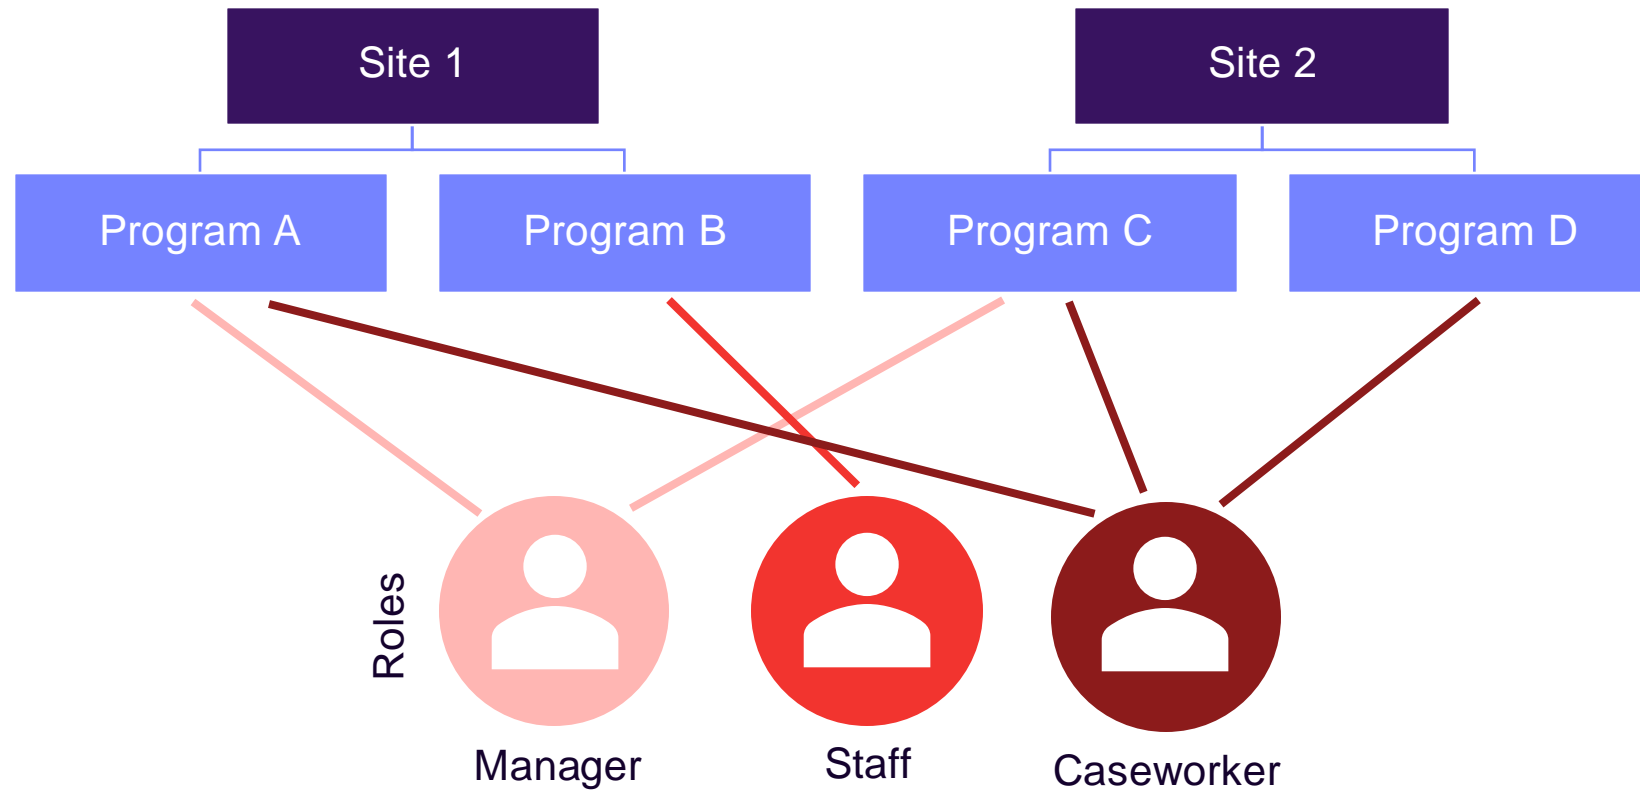 Site 1
Site 2
Program A
Program B
Program C
Program D
Roles
Manager
Staff
Caseworker